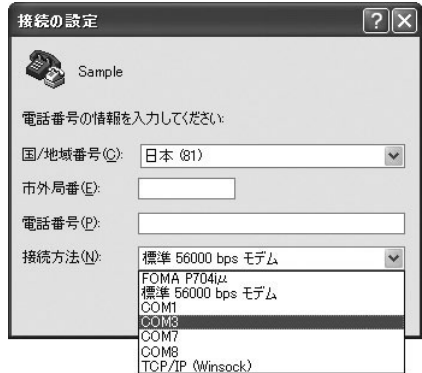 接続の設定
Sample
電話番号の情報を入力してください:
国/地域番号(C): 日本 (81)
市外局番(E):
電話番号(P):
接続方法(N): 標準 56000 bps モデム
FOMA P704iμ
標準 56000 bps モデム
COM1
COM3
COM7
COM8
TCP/IP (Winsock)